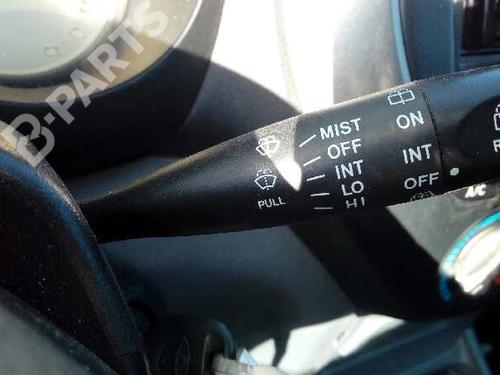 B-PARTS
MIST
OFF
INT
LO
HI
PULL
ON
INT
OFF
R
A/C